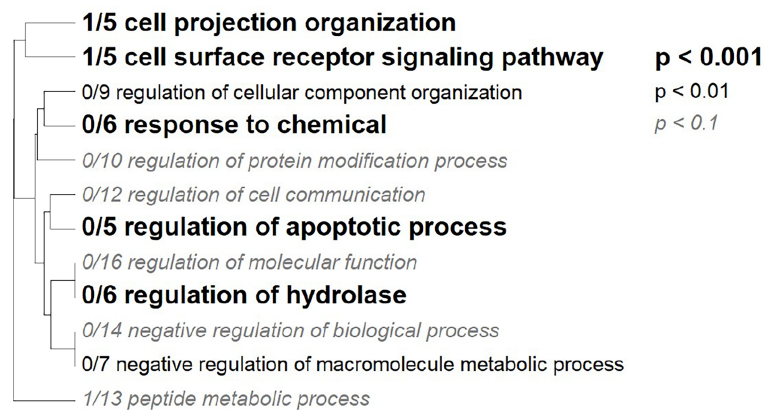 1/5 cell projection organization
1/5 cell surface receptor signaling pathway p < 0.001
0/9 regulation of cellular component organization p < 0.01
0/6 response to chemical p < 0.1
0/10 regulation of protein modification process
0/12 regulation of cell communication
0/5 regulation of apoptotic process
0/16 regulation of molecular function
0/6 regulation of hydrolase
0/14 negative regulation of biological process
0/7 negative regulation of macromolecule metabolic process
1/13 peptide metabolic process